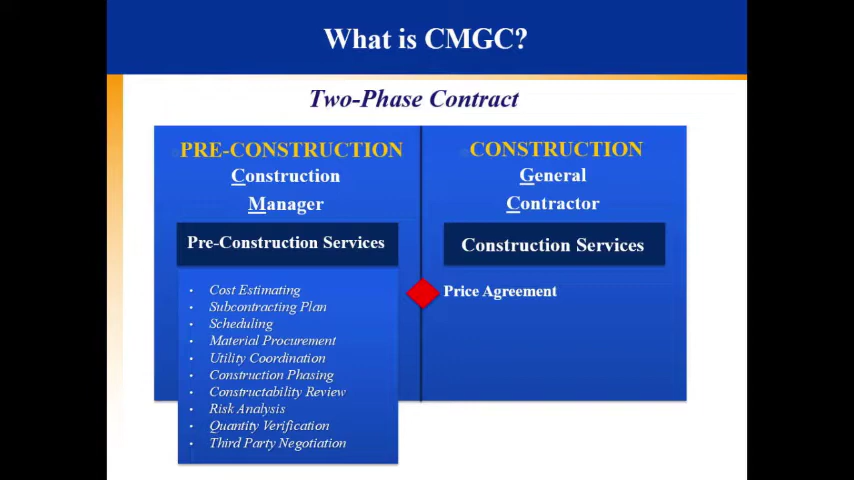 What is CMGC?
Two-Phase Contract
PRE-CONSTRUCTION
Construction
Manager
Pre-Construction Services
• Cost Estimating
• Subcontracting Plan
• Scheduling
• Material Procurement
• Utility Coordination
• Construction Phasing
• Constructability Review
• Risk Analysis
• Quantity Verification
• Third Party Negotiation
CONSTRUCTION
General
Contractor
Construction Services
Price Agreement